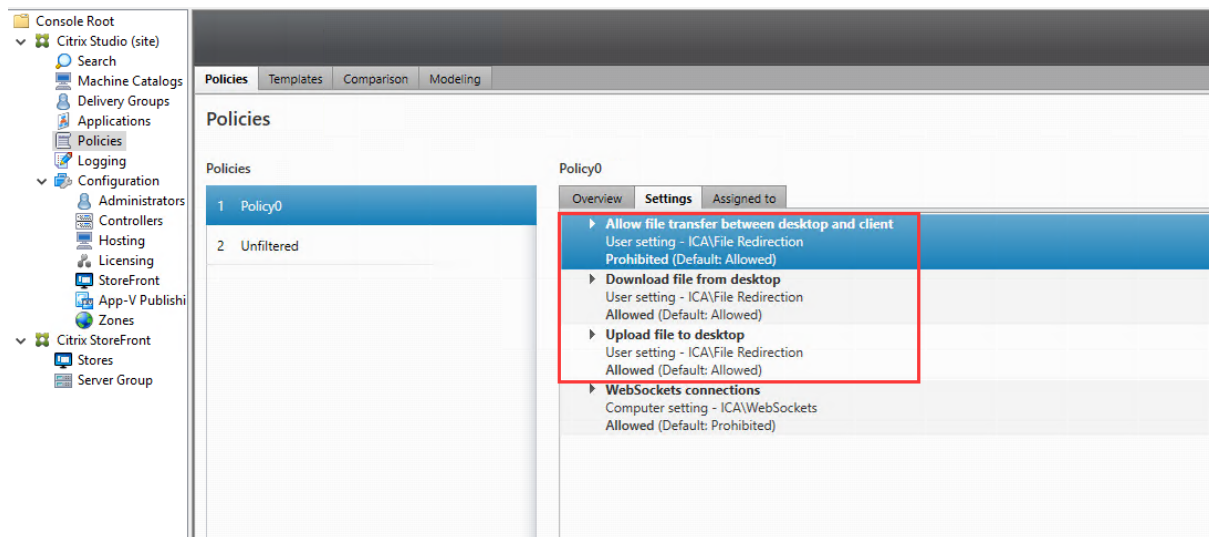 Console Root
Citrix Studio (site)
Search
Machine Catalogs
Delivery Groups
Applications
Policies
Logging
Configuration
Administrators
Controllers
Hosting
Licensing
StoreFront
App-V Publishi
Zones
Citrix StoreFront
Stores
Server Group
Policies Templates Comparison Modeling
Policies
Policies
1 Policy0
2 Unfiltered
Policy0
Overview Settings Assigned to
Allow file transfer between desktop and client
User setting - ICA\File Redirection
Prohibited (Default: Allowed)
Download file from desktop
User setting - ICA\File Redirection
Allowed (Default: Allowed)
Upload file to desktop
User setting - ICA\File Redirection
Allowed (Default: Allowed)
WebSockets connections
Computer setting - ICA\WebSockets
Allowed (Default: Prohibited)